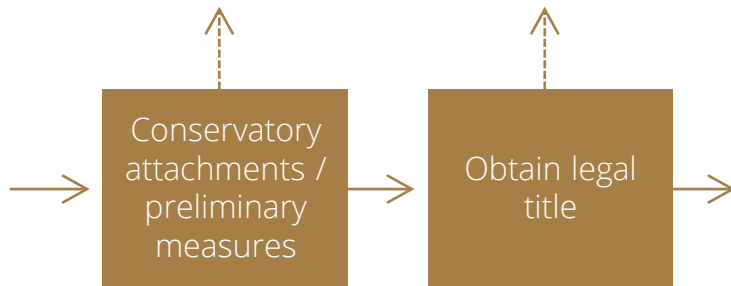 Conservatory
attachments /
preliminary
measures
Obtain legal
title